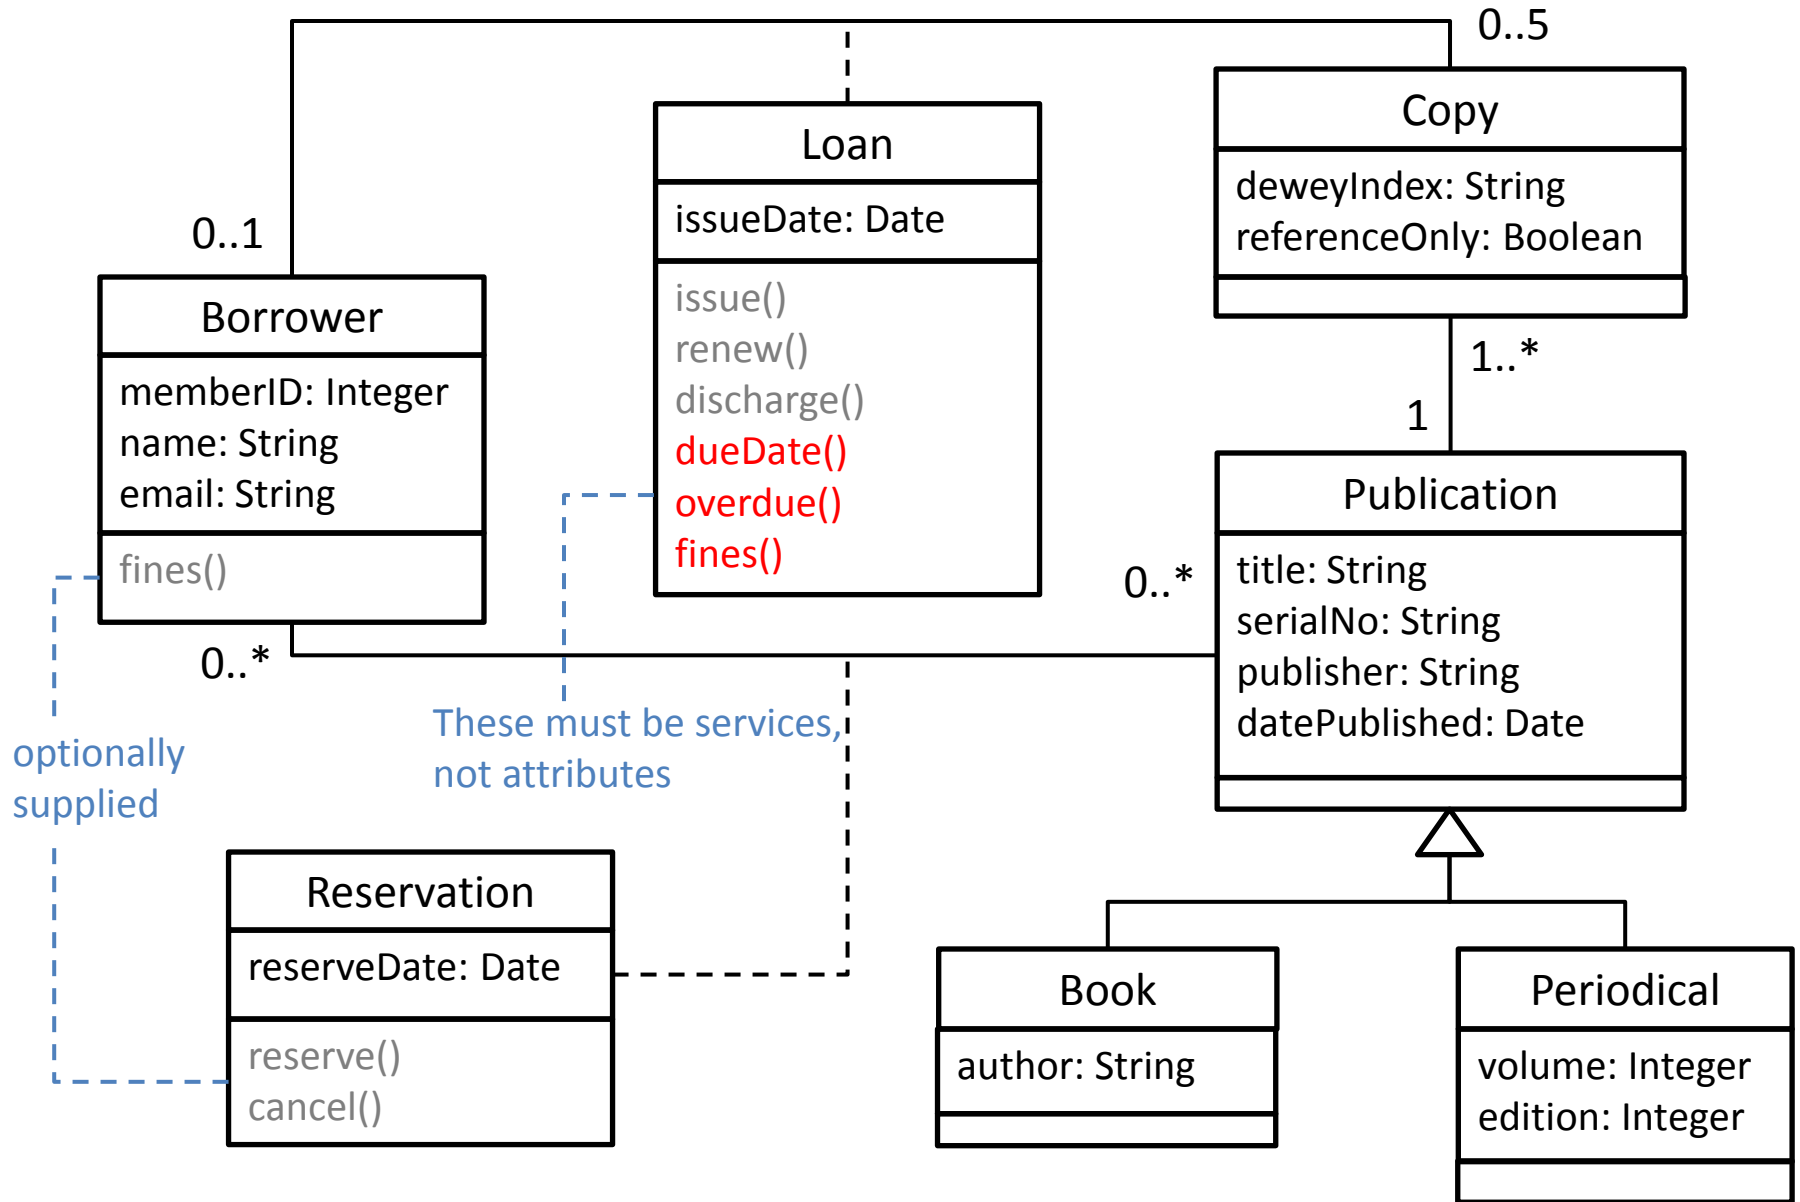 0..5
Copy
deweyIndex: String
referenceOnly: Boolean
Loan
issueDate: Date
issue()
renew()
discharge()
dueDate()
overdue()
fines()
0..1
Borrower
memberID: Integer
name: String
email: String
fines()
1..*
1
Publication
title: String
serialNo: String
publisher: String
datePublished: Date
0..*
0..*
These must be services,
not attributes
optionally
supplied
Reservation
reserveDate: Date
reserve()
cancel()
Book
author: String
Periodical
volume: Integer
edition: Integer